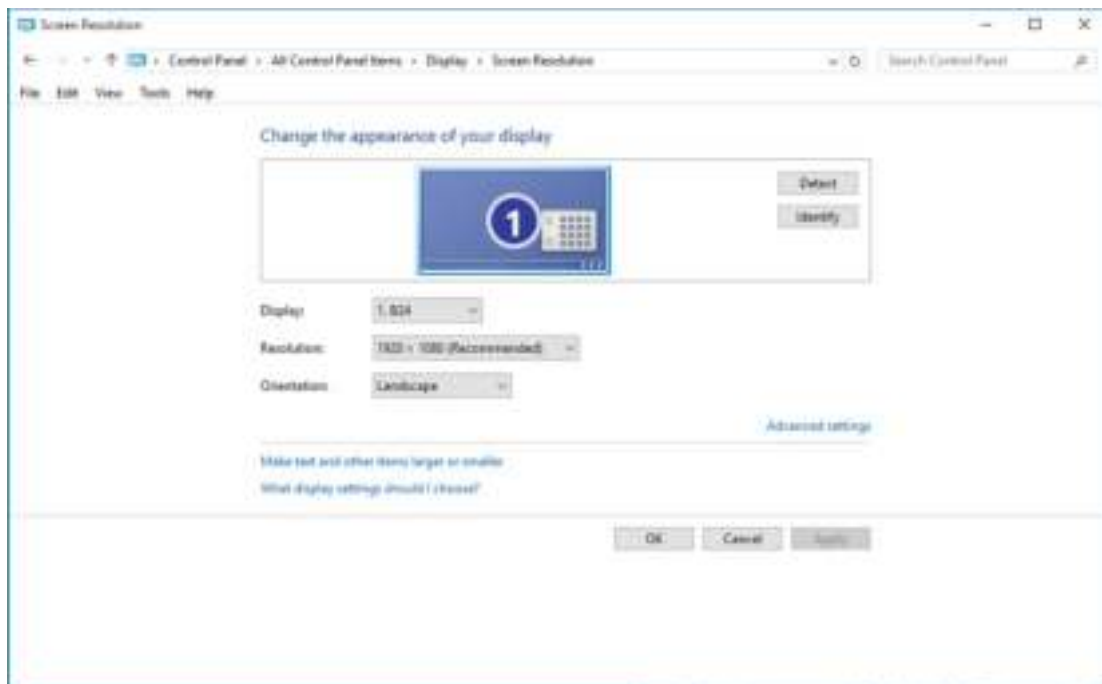 Screen Resolution
Control Panel › All Control Panel Items › Display › Screen Resolution
Search Control Panel
File Edit View Tools Help
Change the appearance of your display
1
Detect
Identify
Display:
Resolution: 1920 × 1080 (Recommended)
Orientation: Landscape
Advanced settings
Make text and other items larger or smaller
What display settings should I choose?
OK Cancel Apply